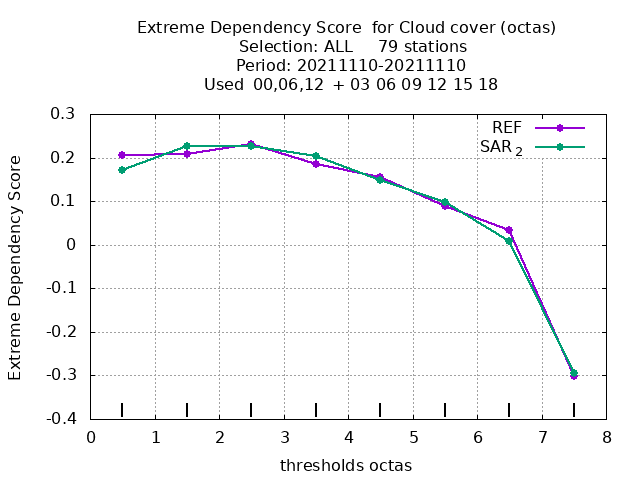 Extreme Dependency Score  for Cloud cover (octas)
Selection: ALL     79 stations
Period: 20211110-20211110
Used  00,06,12  + 03 06 09 12 15 18
REF
SAR 2
Extreme Dependency Score
0.3
0.2
0.1
0
-0.1
-0.2
-0.3
-0.4
0 1 2 3 4 5 6 7 8
thresholds octas